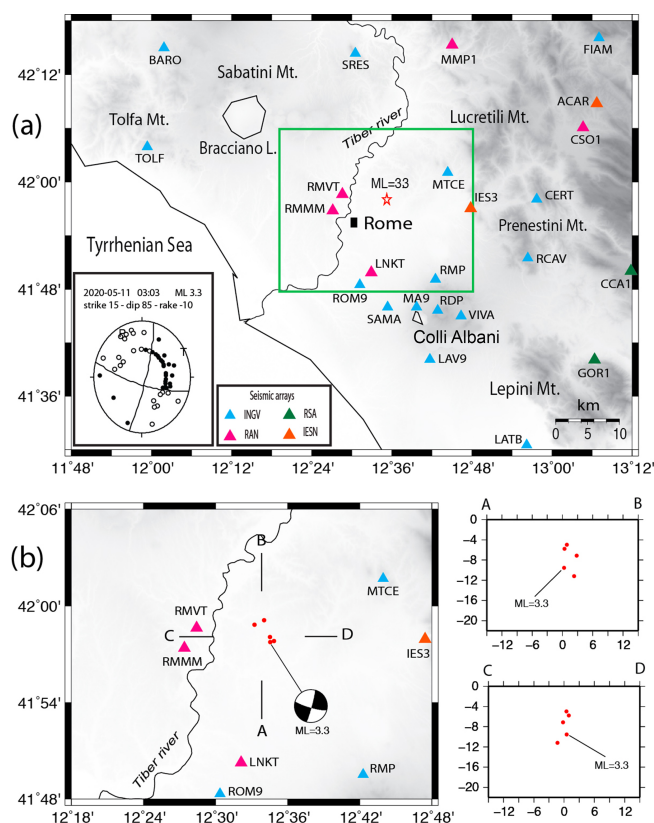 (a)
42°12'
42°00'
41°48'
41°36'
11°48'
12°00'
12°12'
12°24'
12°36'
12°48'
13°00'
13°12'
BARO
Sabatini Mt.
SRES
MMP1
FIAM
ACAR
Tolfa Mt.
Tiber river
Lucretili Mt.
CSO1
Bracciano L.
TOLF
RMVT
ML=33
MTCE
IES3
CERT
RMMM
Rome
Prenestini Mt.
Tyrrhenian Sea
RCAV
LNKT
RMP
CCA1
ROM9
MA9
RDP
SAMA
VIVA
Colli Albani
LAV9
GOR1
Lepini Mt.
km
0 5 10
LATB
2020-05-11 03:03 ML 3.3
strike 15 - dip 85 - rake -10
T
Seismic arrays
INGV
RSA
RAN
IESN
(b)
42°06'
42°00'
41°54'
41°48'
12°18'
12°24'
12°30'
12°36'
12°42'
12°48'
B
MTCE
RMVT
C
D
RMMM
IES3
A
ML=3.3
Tiber river
LNKT
RMP
ROM9
A B
0
-4
-8
-12
-16
-20
ML=3.3
-12 -6 0 6 12
C D
0
-4
-8
-12
-16
-20
ML=3.3
-12 -6 0 6 12